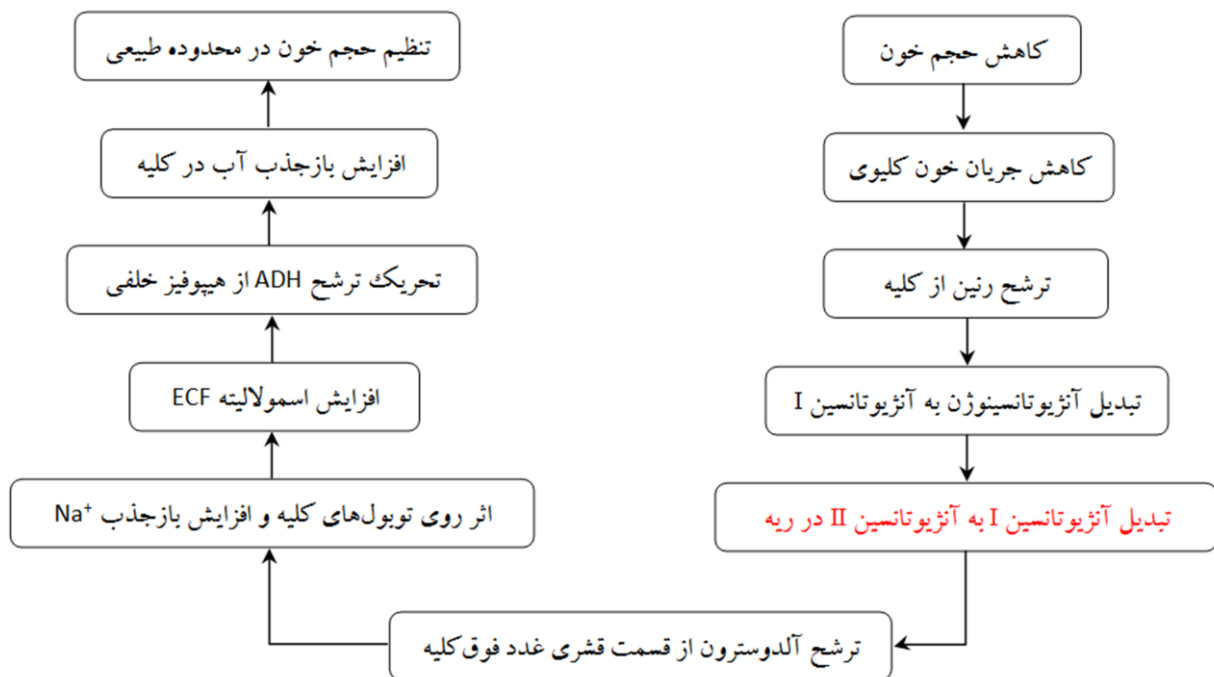 کاهش حجم خون
کاهش جریان خون کلیوی
ترشح رنین از کلیه
تبدیل آنژیوتانسینوژن به آنژیوتانسین I
تبدیل آنژیوتانسین I به آنژیوتانسین II در ریه
ترشح آلدوسترون از قسمت قشری غدد فوق‌کلیه
اثر روی توبول‌های کلیه و افزایش بازجذب Na⁺
افزایش اسمولالیته ECF
تحریك ترشح ADH از هیپوفیز خلفی
افزایش بازجذب آب در کلیه
تنظیم حجم خون در محدوده طبیعی